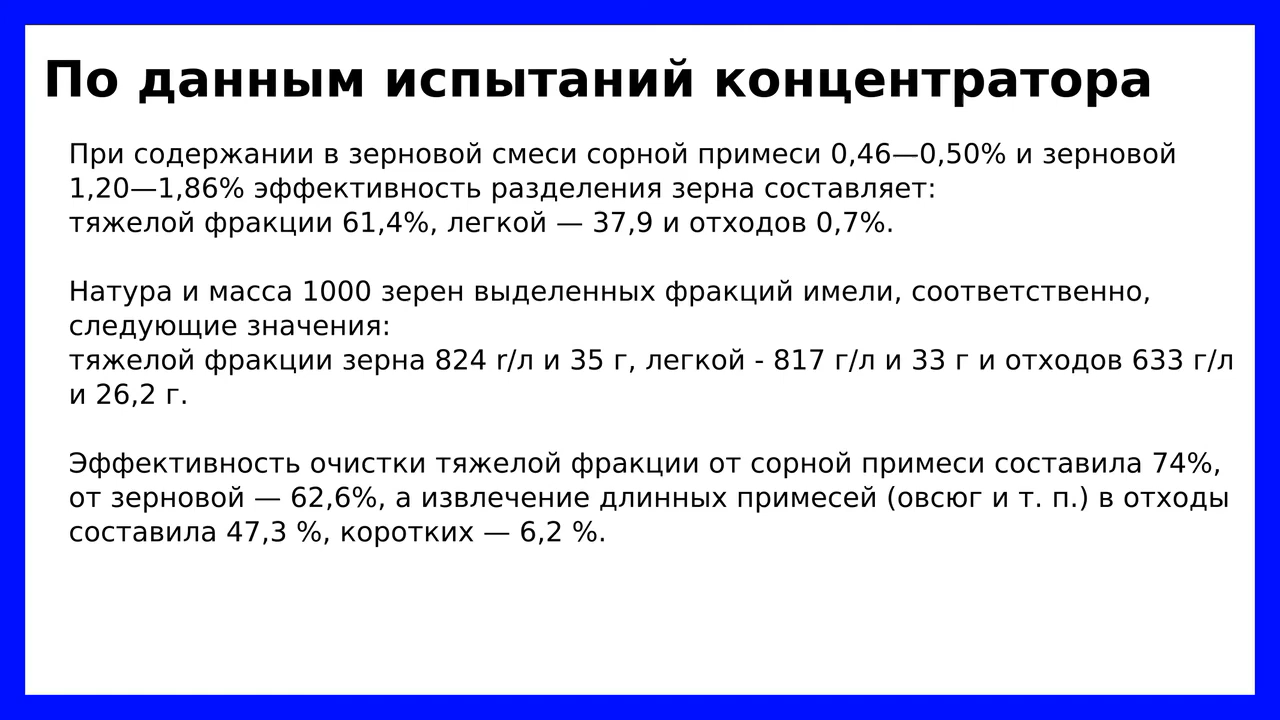 По данным испытаний концентратора
При содержании в зерновой смеси сорной примеси 0,46—0,50% и зерновой
1,20—1,86% эффективность разделения зерна составляет:
тяжелой фракции 61,4%, легкой — 37,9 и отходов 0,7%.
Натура и масса 1000 зерен выделенных фракций имели, соответственно,
следующие значения:
тяжелой фракции зерна 824 r/л и 35 г, легкой - 817 г/л и 33 г и отходов 633 г/л
и 26,2 г.
Эффективность очистки тяжелой фракции от сорной примеси составила 74%,
от зерновой — 62,6%, а извлечение длинных примесей (овсюг и т. п.) в отходы
составила 47,3 %, коротких — 6,2 %.